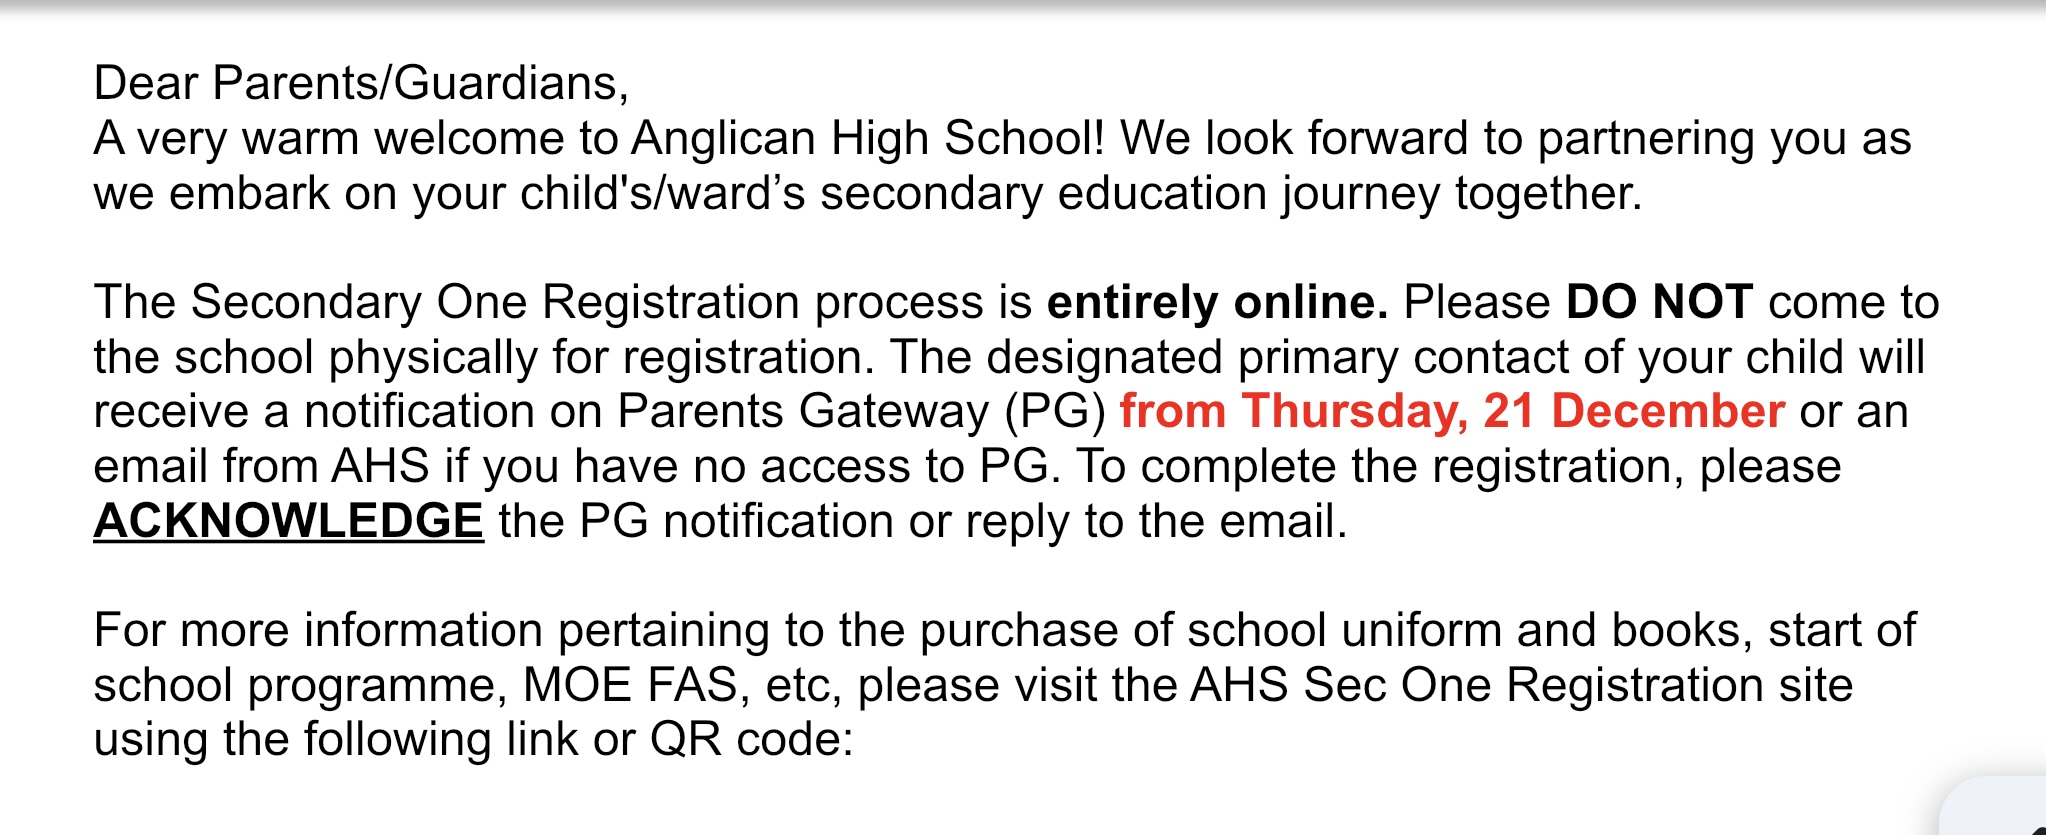 Dear Parents/Guardians,
A very warm welcome to Anglican High School! We look forward to partnering you as
we embark on your child's/ward’s secondary education journey together.
The Secondary One Registration process is entirely online. Please DO NOT come to
the school physically for registration. The designated primary contact of your child will
receive a notification on Parents Gateway (PG) from Thursday, 21 December or an
email from AHS if you have no access to PG. To complete the registration, please
ACKNOWLEDGE the PG notification or reply to the email.
For more information pertaining to the purchase of school uniform and books, start of
school programme, MOE FAS, etc, please visit the AHS Sec One Registration site
using the following link or QR code: